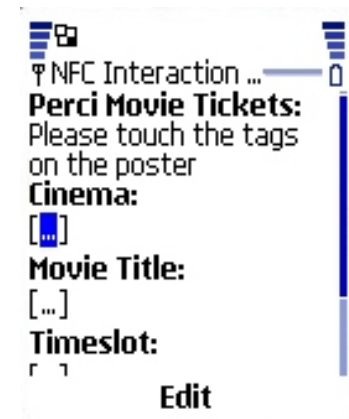 NFC Interaction ...
Perci Movie Tickets:
Please touch the tags
on the poster
Cinema:
[...]
Movie Title:
[...]
Timeslot:
Edit